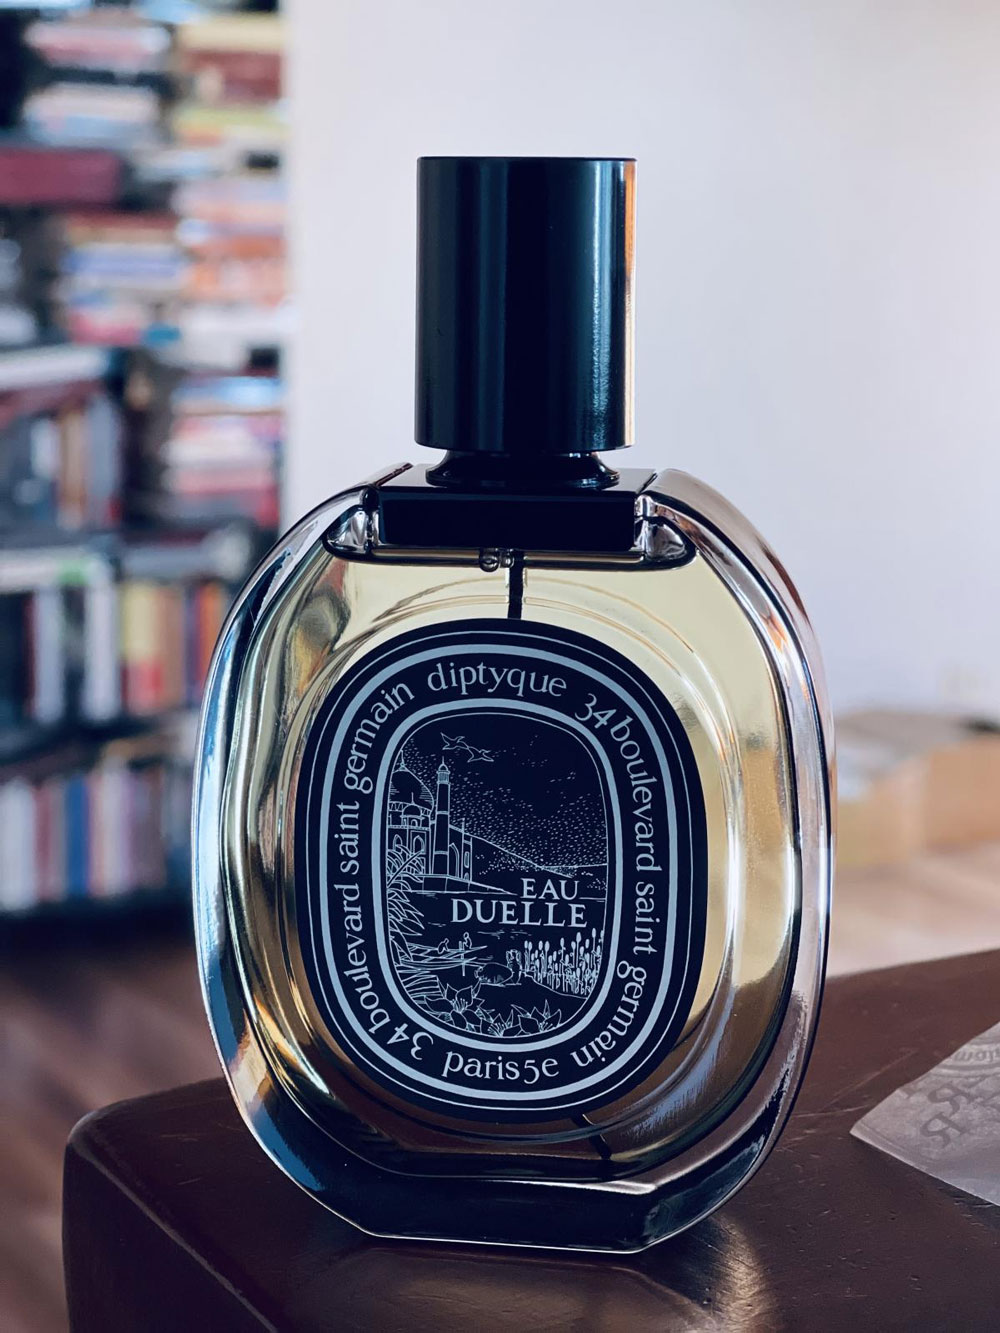 diptyque 34 boulevard saint germain
paris 5e
34 boulevard saint germain
EAU
DUELLE